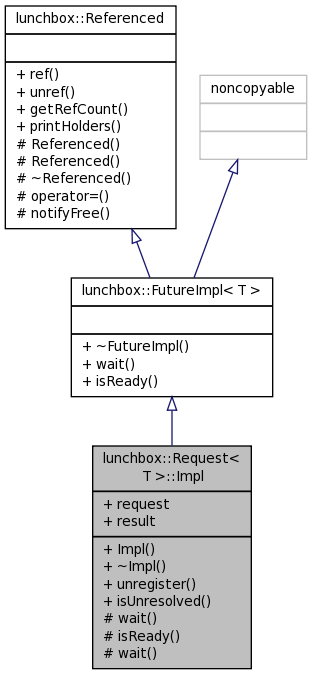 lunchbox::Referenced
+ ref()
+ unref()
+ getRefCount()
+ printHolders()
# Referenced()
# Referenced()
# ~Referenced()
# operator=()
# notifyFree()
noncopyable
lunchbox::FutureImpl< T >
+ ~FutureImpl()
+ wait()
+ isReady()
lunchbox::Request<
T >::Impl
+ request
+ result
+ Impl()
+ ~Impl()
+ unregister()
+ isUnresolved()
# wait()
# isReady()
# wait()